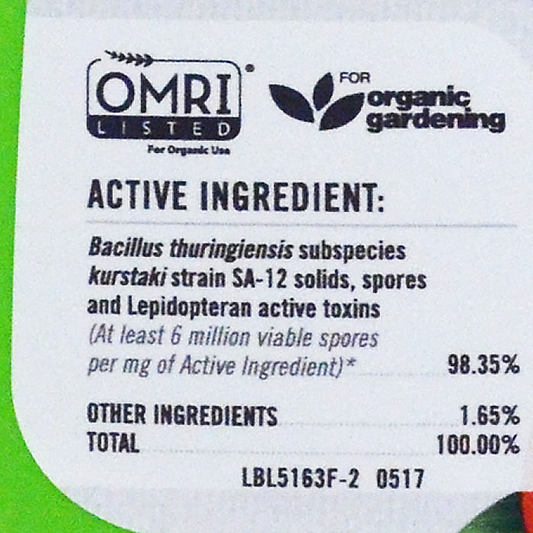 OMRI
LISTED
For Organic Use
FOR
organic
gardening
ACTIVE INGREDIENT:
Bacillus thuringiensis subspecies
kurstaki strain SA-12 solids, spores
and Lepidopteran active toxins
(At least 6 million viable spores
per mg of Active Ingredient)* 98.35%
OTHER INGREDIENTS 1.65%
TOTAL 100.00%
LBL5163F-2 0517